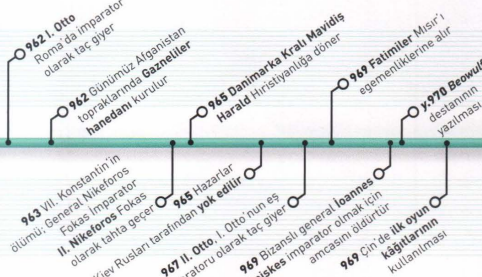 962 I. Otto
Roma'da imparator
olarak taç giyer
962 Günümüz Afganistan
topraklarında Gazneliler
hanedanı kurulur
965 Danimarka Kralı Mavidiş
Harald Hıristiyanlığa döner
969 Fatimiler Mısır'ı
egemenliklerine alır
y.970 Beowulf
destanının
yazılması
963 VII. Konstantin'in
ölümü: General Nikeforos
Fokas İmparator
II. Nikeforos Fokas
olarak tahta geçer
965 Hazarlar
Kiev Rusları tarafından yok edilir
967 II. Otto, I. Otto'nun eş
olarak taç giyer
969 Bizanslı general İoannes
imparator olmak için
amcasını öldürtür
969 Çin'de ilk oyun
kâğıtlarının
kullanılması